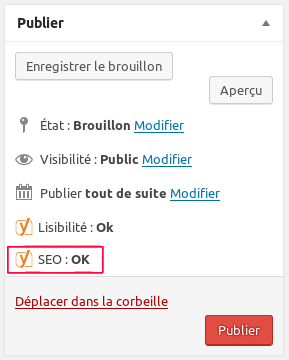 Publier
Enregistrer le brouillon
Aperçu
État : Brouillon Modifier
Visibilité : Public Modifier
Publier tout de suite Modifier
Lisibilité : Ok
SEO : OK
Déplacer dans la corbeille
Publier